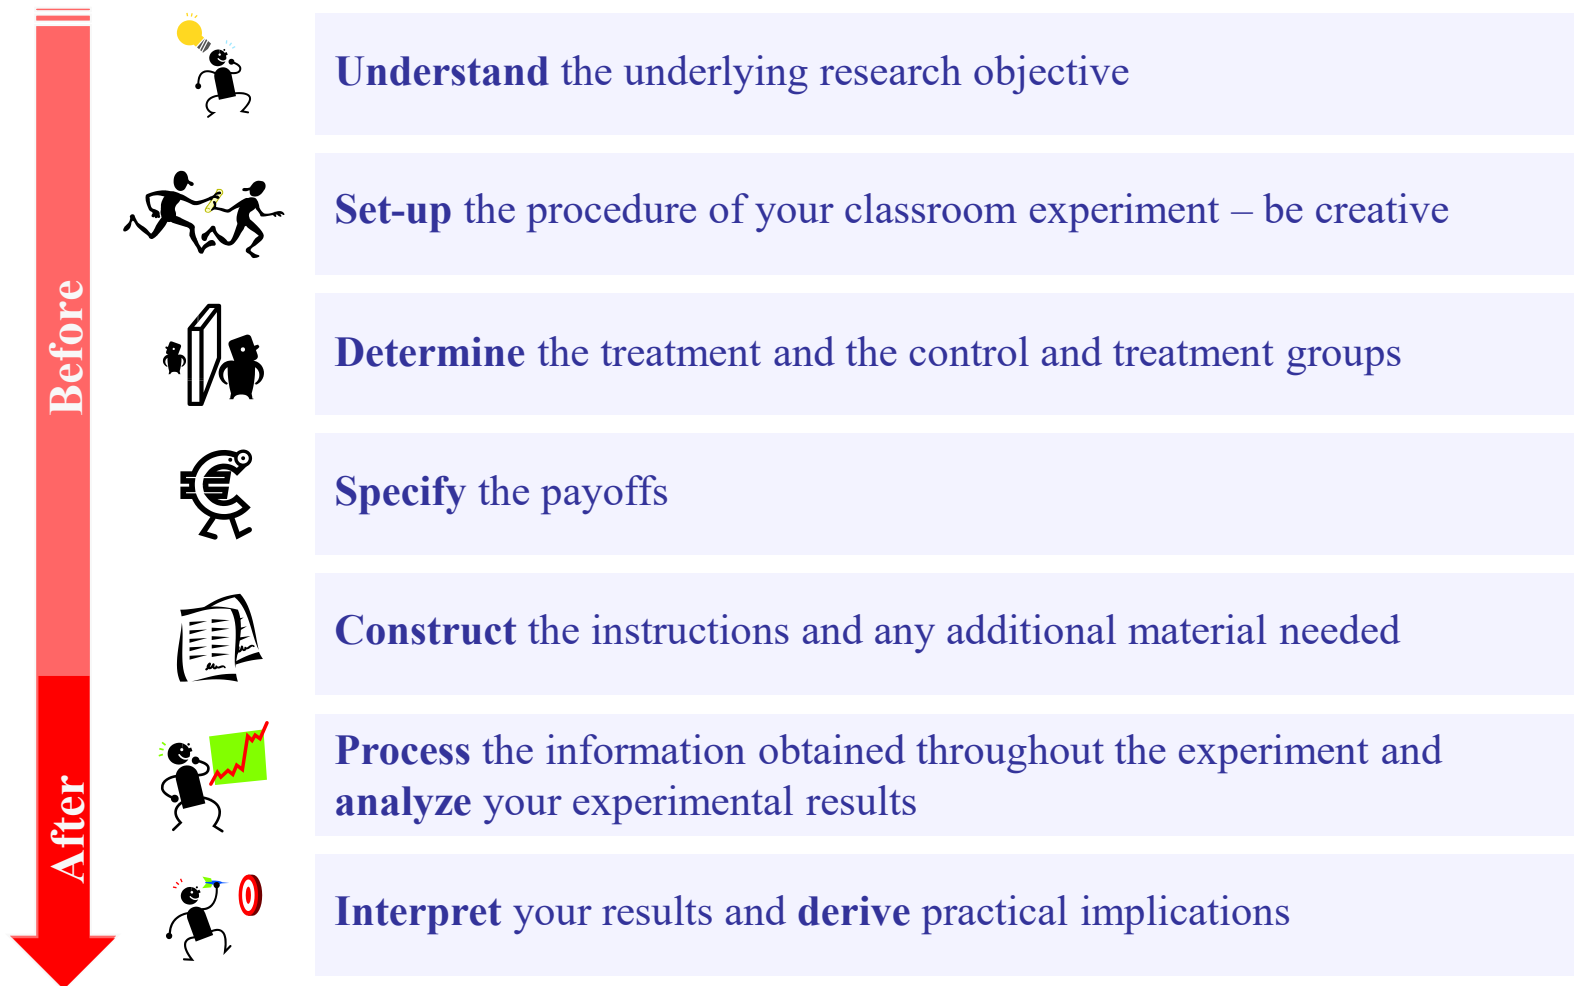 Before
Understand the underlying research objective
Set-up the procedure of your classroom experiment – be creative
Determine the treatment and the control and treatment groups
Specify the payoffs
Construct the instructions and any additional material needed
After
Process the information obtained throughout the experiment and
analyze your experimental results
Interpret your results and derive practical implications